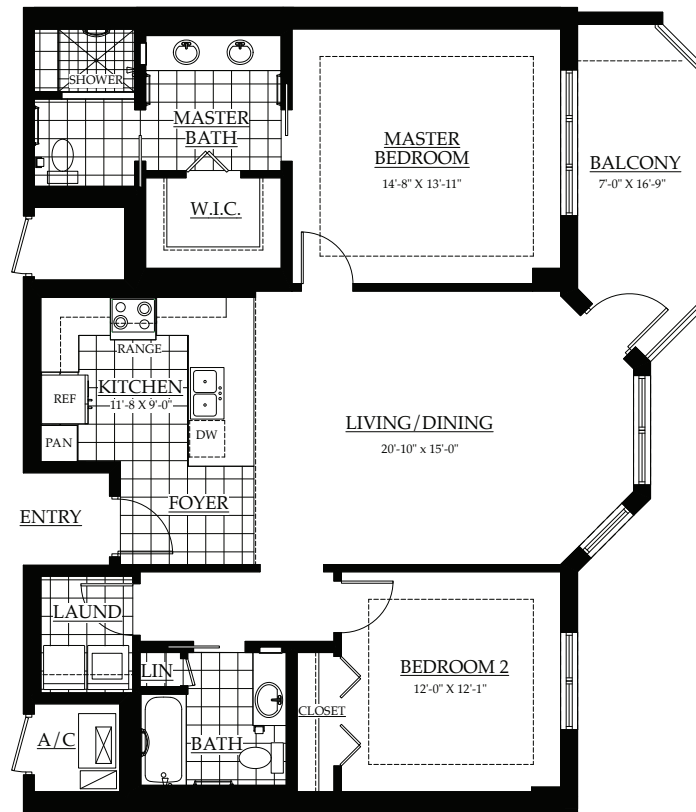 SHOWER
MASTER
BATH
MASTER
BEDROOM
14'-8" X 13'-11"
BALCONY
7'-0" X 16'-9"
W.I.C.
RANGE
KITCHEN
11'-8 X 9'-0"
REF
PAN
DW
LIVING/DINING
20'-10" x 15'-0"
FOYER
ENTRY
LAUND
LIN
BEDROOM 2
12'-0" X 12'-1"
CLOSET
A/C
BATH